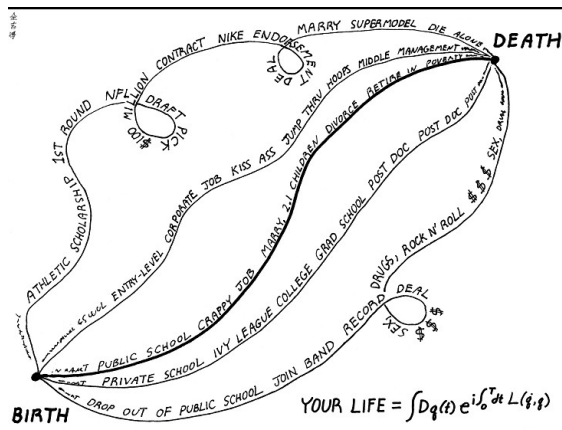 DEATH
ATHLETIC SCHOLARSHIP 1ST ROUND NFL DRAFT PICK $100 MILLION CONTRACT NIKE ENDORSEMENT DEAL MARRY SUPERMODEL DIE ALONE
ENTRY-LEVEL CORPORATE JOB KISS ASS JUMP THRU HOOPS MIDDLE MANAGEMENT
PUBLIC SCHOOL CRAPPY JOB MARRY, 2.1 CHILDREN DIVORCE RETIRE IN POVERTY
PRIVATE SCHOOL IVY LEAGUE COLLEGE GRAD SCHOOL POST DOC POST DOC POST
DROP OUT OF PUBLIC SCHOOL JOIN BAND RECORD DEAL $$ $$ SEX, DRUGS, ROCK N' ROLL $ $ $ SEX, DRUGS
BIRTH
YOUR LIFE = ∫Dq(t) e^{i∫₀ᵀdt L(q̇,q)}